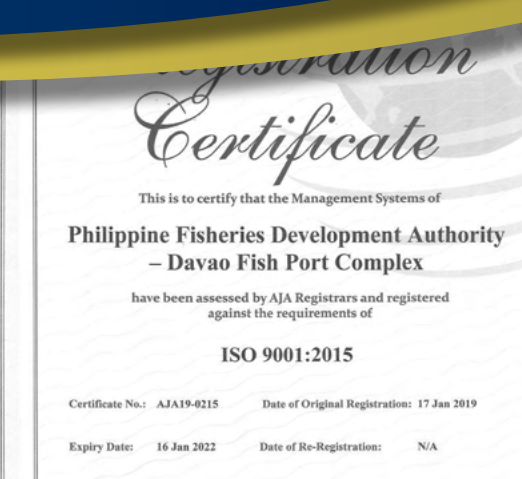 Registration
Certificate
This is to certify that the Management Systems of
Philippine Fisheries Development Authority
– Davao Fish Port Complex
have been assessed by AJA Registrars and registered
against the requirements of
ISO 9001:2015
Certificate No.: AJA19-0215 Date of Original Registration: 17 Jan 2019
Expiry Date: 16 Jan 2022 Date of Re-Registration: N/A